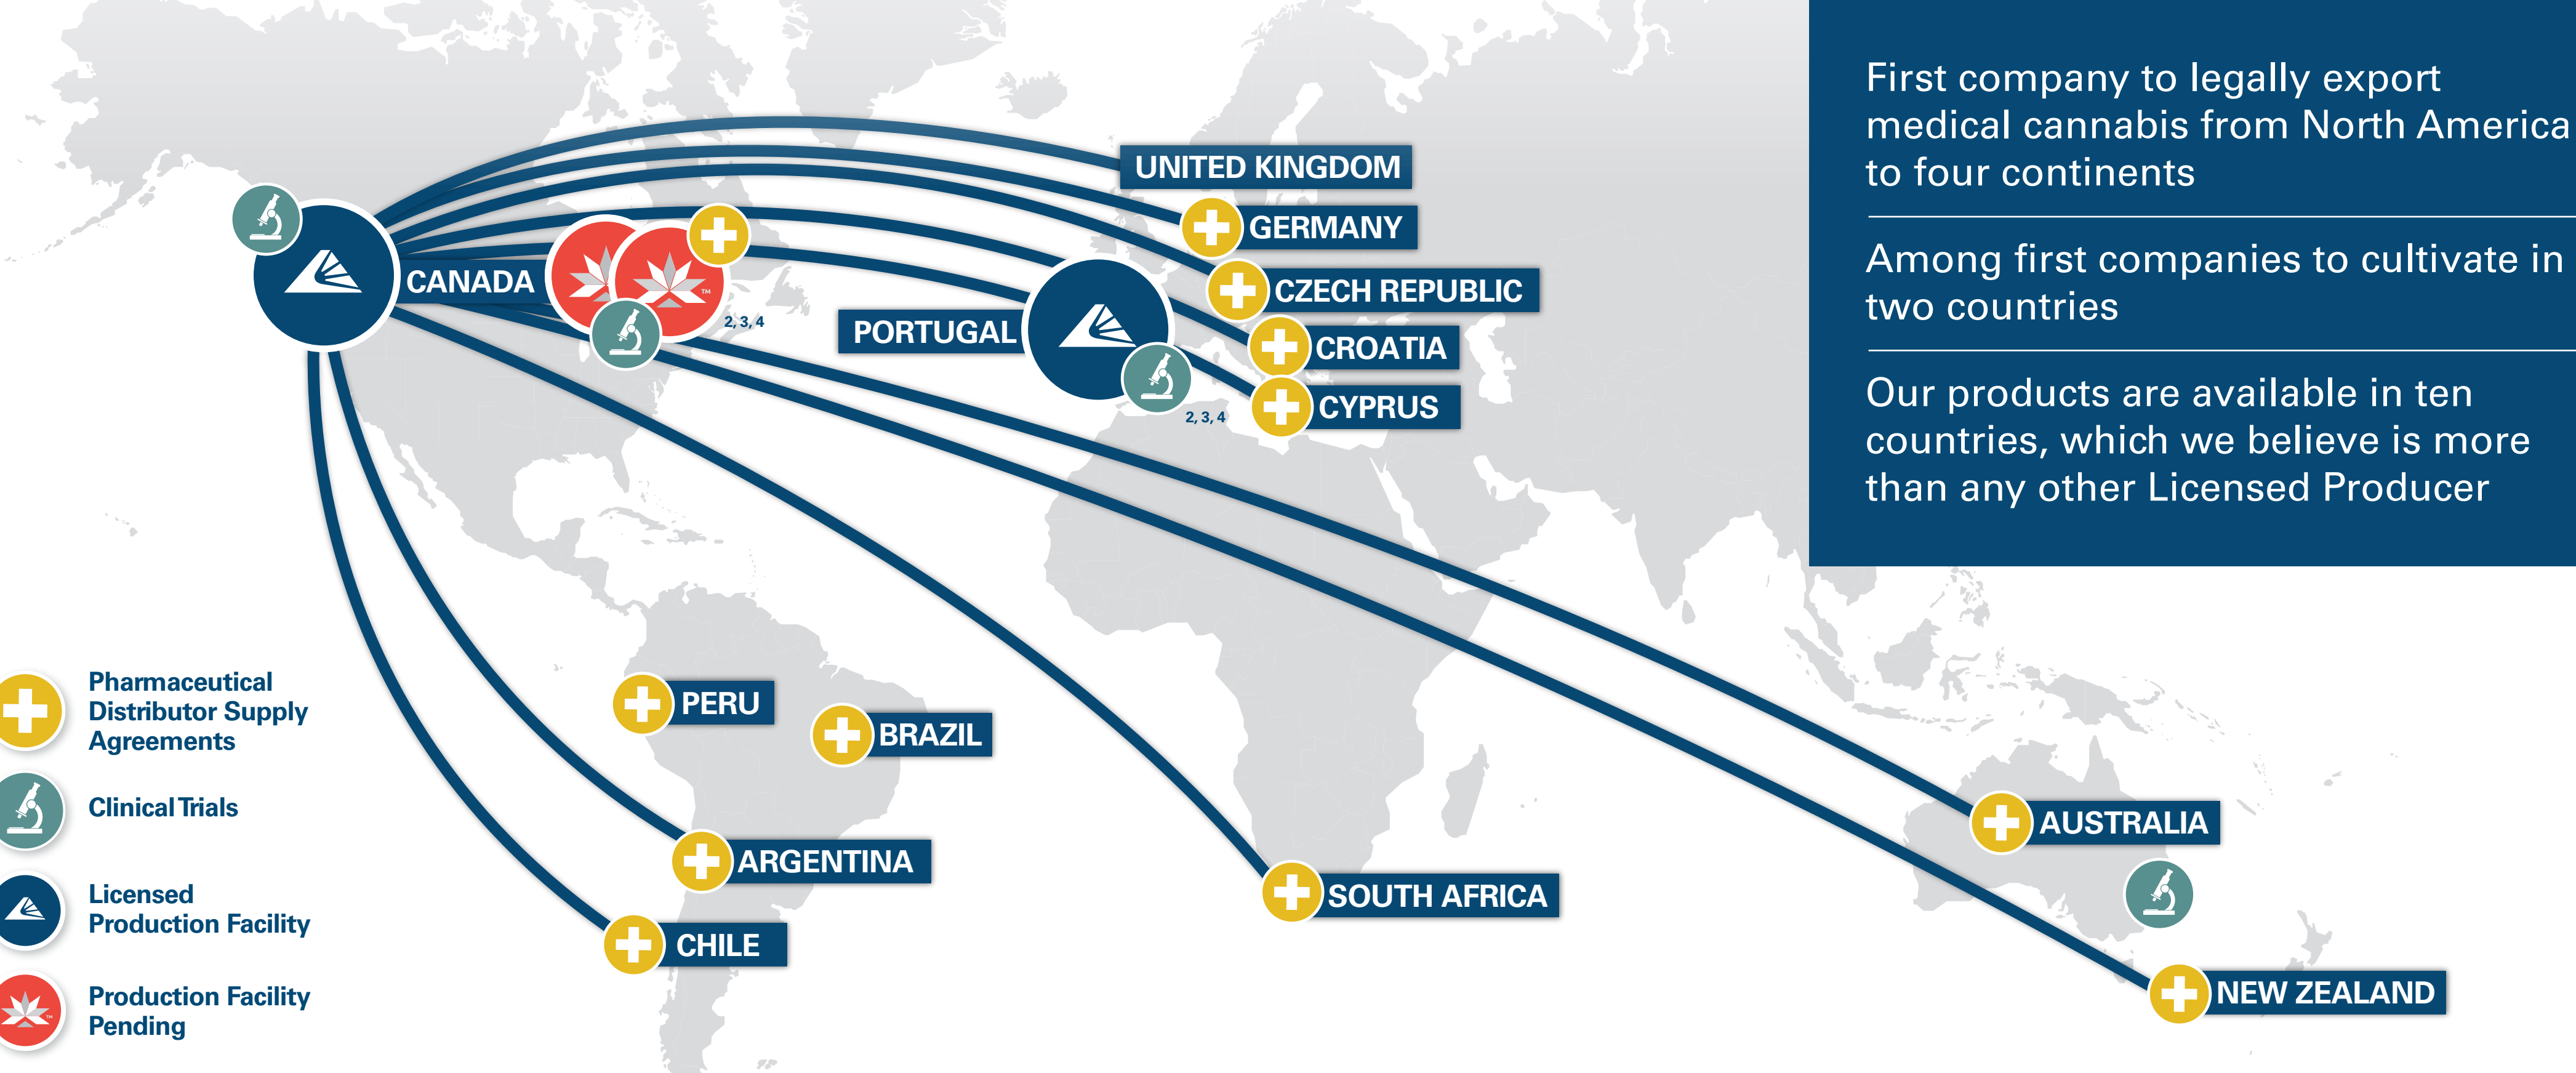 First company to legally export
medical cannabis from North America
to four continents
Among first companies to cultivate in
two countries
Our products are available in ten
countries, which we believe is more
than any other Licensed Producer
UNITED KINGDOM
GERMANY
CANADA
CZECH REPUBLIC
TM
2, 3, 4
PORTUGAL
CROATIA
CYPRUS
2, 3, 4
PERU
BRAZIL
ARGENTINA
CHILE
SOUTH AFRICA
AUSTRALIA
NEW ZEALAND
Pharmaceutical
Distributor Supply
Agreements
Clinical Trials
Licensed
Production Facility
Production Facility
Pending
TM